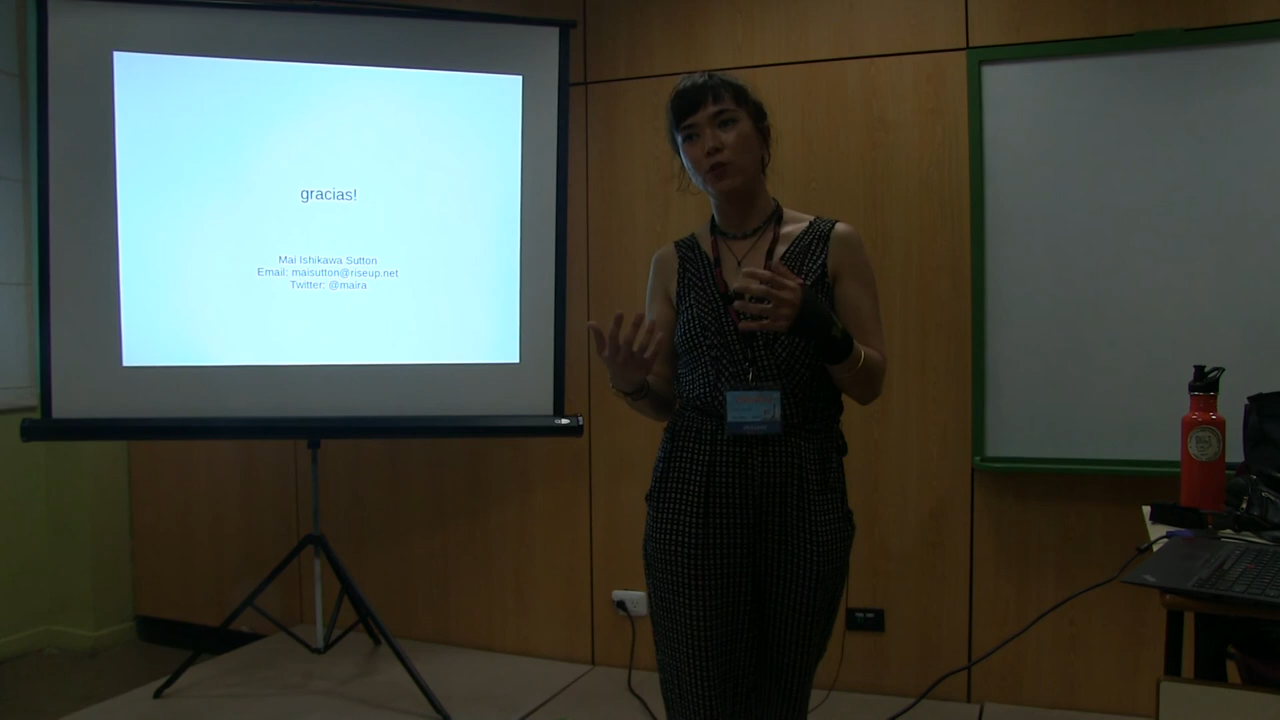 gracias!
Mai Ishikawa Sutton
Email: maisutton@riseup.net
Twitter: @maira